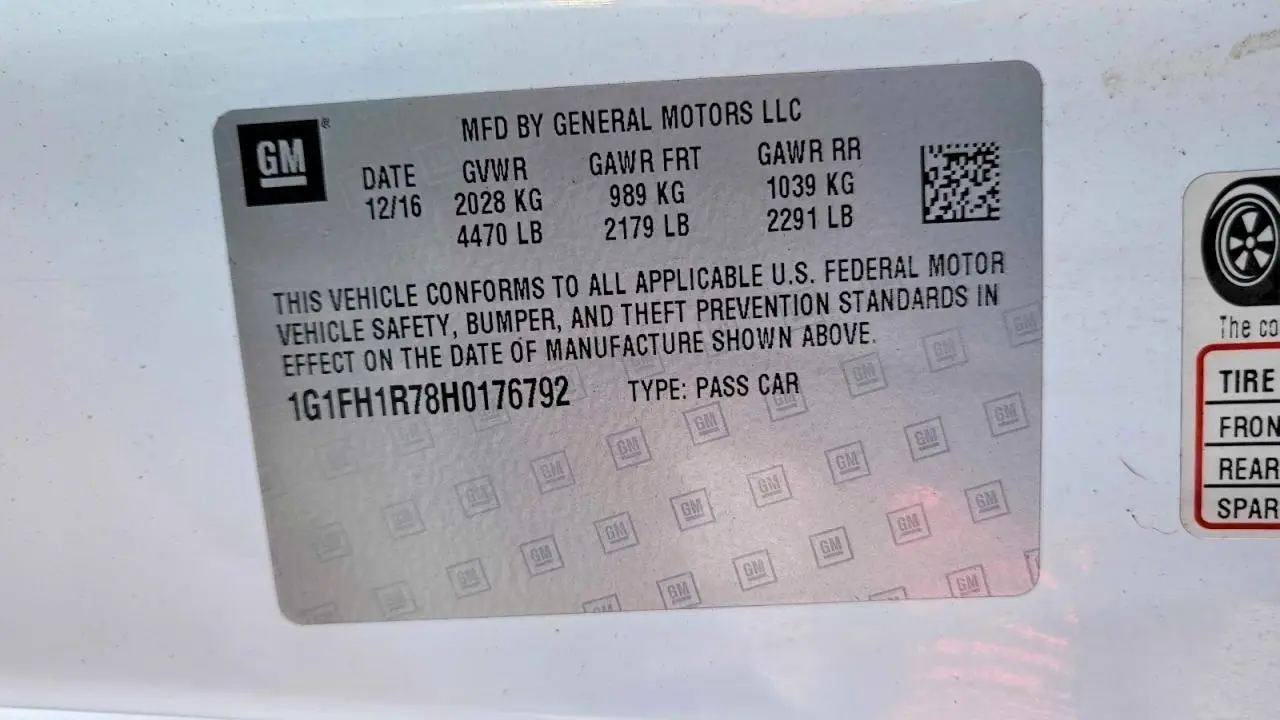 GM ®
MFD BY GENERAL MOTORS LLC
DATE GVWR GAWR FRT GAWR RR
12/16 2028 KG 989 KG 1039 KG
4470 LB 2179 LB 2291 LB
THIS VEHICLE CONFORMS TO ALL APPLICABLE U.S. FEDERAL MOTOR
VEHICLE SAFETY, BUMPER, AND THEFT PREVENTION STANDARDS IN
EFFECT ON THE DATE OF MANUFACTURE SHOWN ABOVE.
1G1FH1R78H0176792 TYPE: PASS CAR
The co
TIRE
FRON
REAR
SPAR